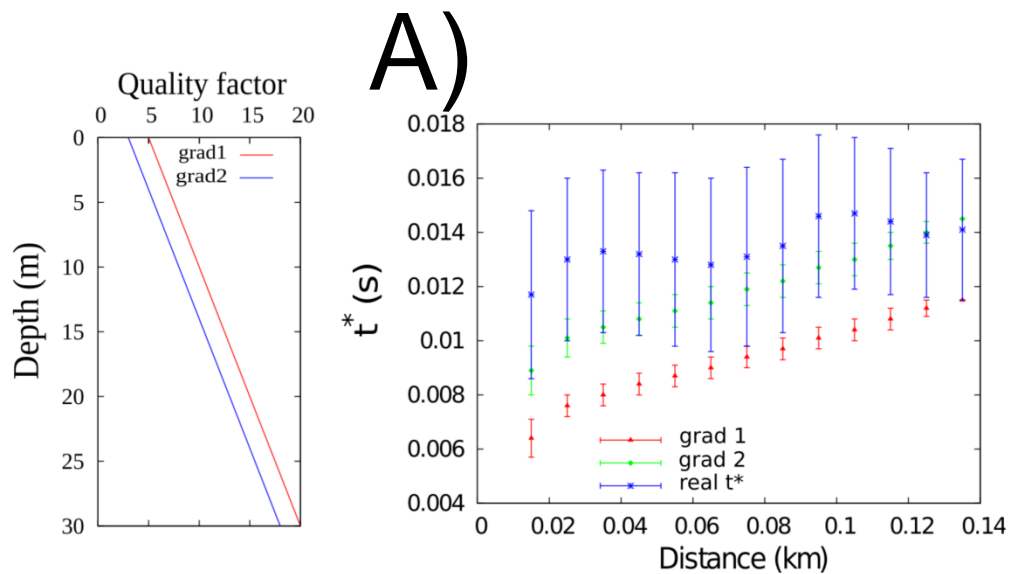 A)
Quality factor
0 5 10 15 20
0
5
10
15
20
25
30
Depth (m)
grad1
grad2
0.018
0.016
0.014
0.012
0.01
0.008
0.006
0.004
t* (s)
grad 1
grad 2
real t*
0 0.02 0.04 0.06 0.08 0.1 0.12 0.14
Distance (km)